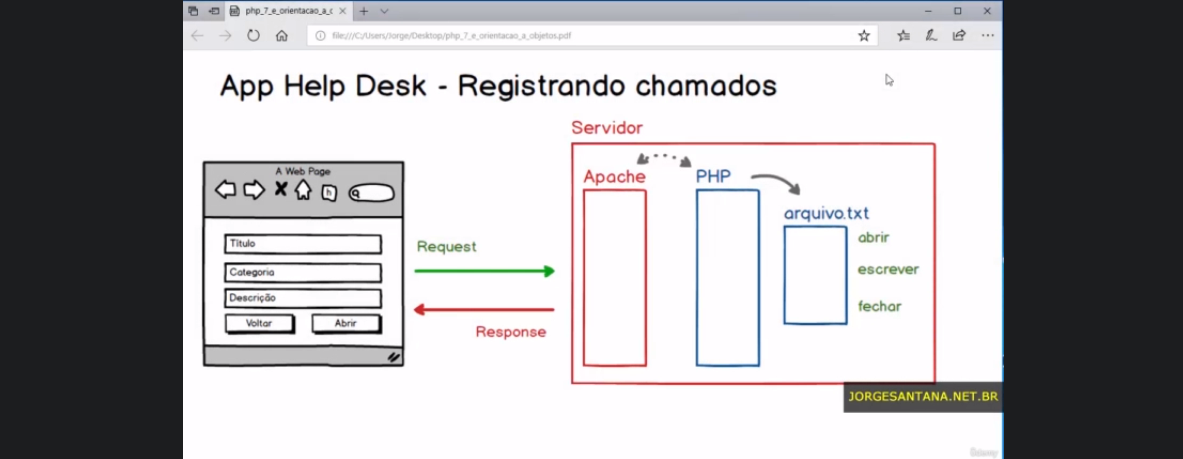 php_7_e_orientacao_a_c
file:///C:/Users/Jorge/Desktop/php_7_e_orientacao_a_objetos.pdf
App Help Desk - Registrando chamados
Servidor
A Web Page
h
Apache
PHP
arquivo.txt
Título
Categoria
Descrição
Voltar
Abrir
Request
Response
abrir
escrever
fechar
JORGESANTANA.NET.BR
Udemy